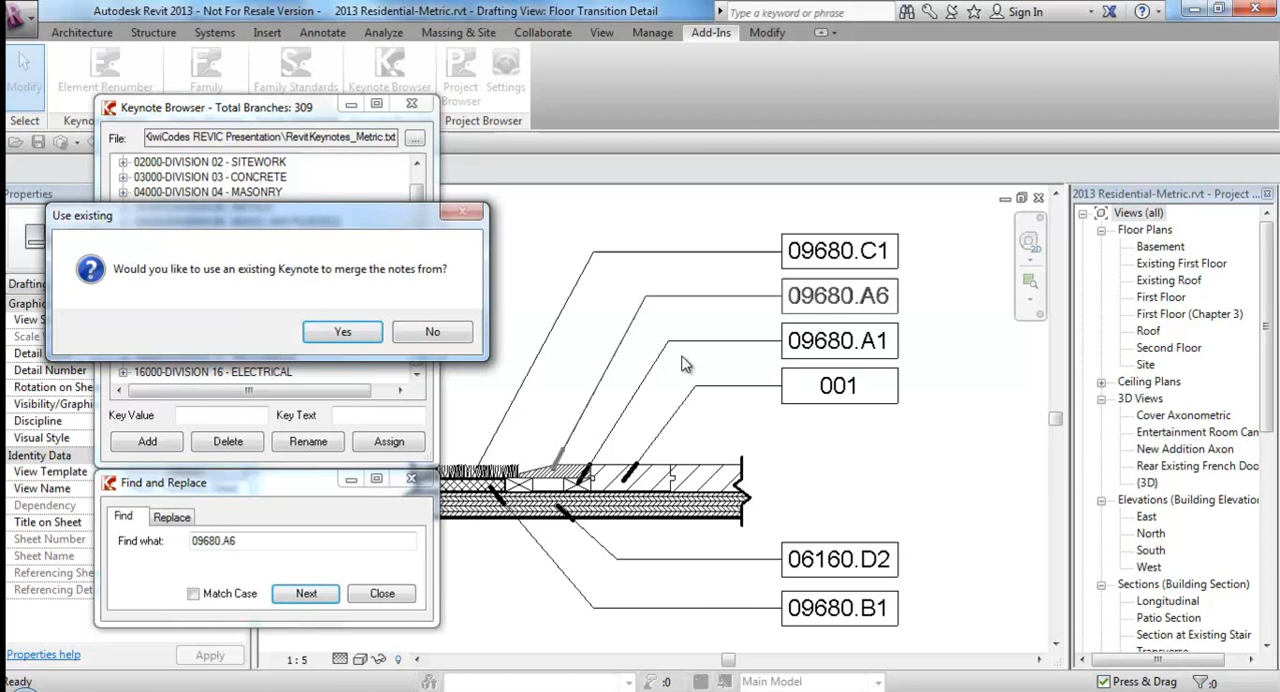 Autodesk Revit 2013 - Not For Resale Version - 2013 Residential-Metric.rvt - Drafting View: Floor Transition Detail
Type a keyword or phrase
Sign In
Architecture Structure Systems Insert Annotate Analyze Massing & Site Collaborate View Manage Add-Ins Modify
Modify Element Renumber Family Family Standards Keynote Browser Project Browser Settings
Select Keyno Project Browser
Keynote Browser - Total Branches: 309
File: KiwiCodes REVIC Presentation\RevitKeynotes_Metric.txt ...
02000-DIVISION 02 - SITEWORK
03000-DIVISION 03 - CONCRETE
04000-DIVISION 04 - MASONRY
Use existing
Would you like to use an existing Keynote to merge the notes from?
Yes No
16000-DIVISION 16 - ELECTRICAL
Key Value Key Text
Add Delete Rename Assign
Find and Replace
Find Replace
Find what: 09680.A6
Match Case Next Close
Properties
Drafting
Graphic
View S
Scale V
Detail
Detail Number
Rotation on She
Visibility/Graphi
Discipline
Visual Style
Identity Data
View Template
View Name
Dependency
Title on Sheet
Sheet Number
Sheet Name
Referencing She
Referencing Det
Properties help Apply
09680.C1
09680.A6
09680.A1
001
06160.D2
09680.B1
2D
1 : 5
2013 Residential-Metric.rvt - Project ...
Views (all)
Floor Plans
Basement
Existing First Floor
Existing Roof
First Floor
First Floor (Chapter 3)
Roof
Second Floor
Site
Ceiling Plans
3D Views
Cover Axonometric
Entertainment Room Can
New Addition Axon
Rear Existing French Doo
{3D}
Elevations (Building Elevation
East
North
South
West
Sections (Building Section)
Longitudinal
Patio Section
Section at Existing Stair
Transverse
Ready
:0
Main Model
Press & Drag
:0